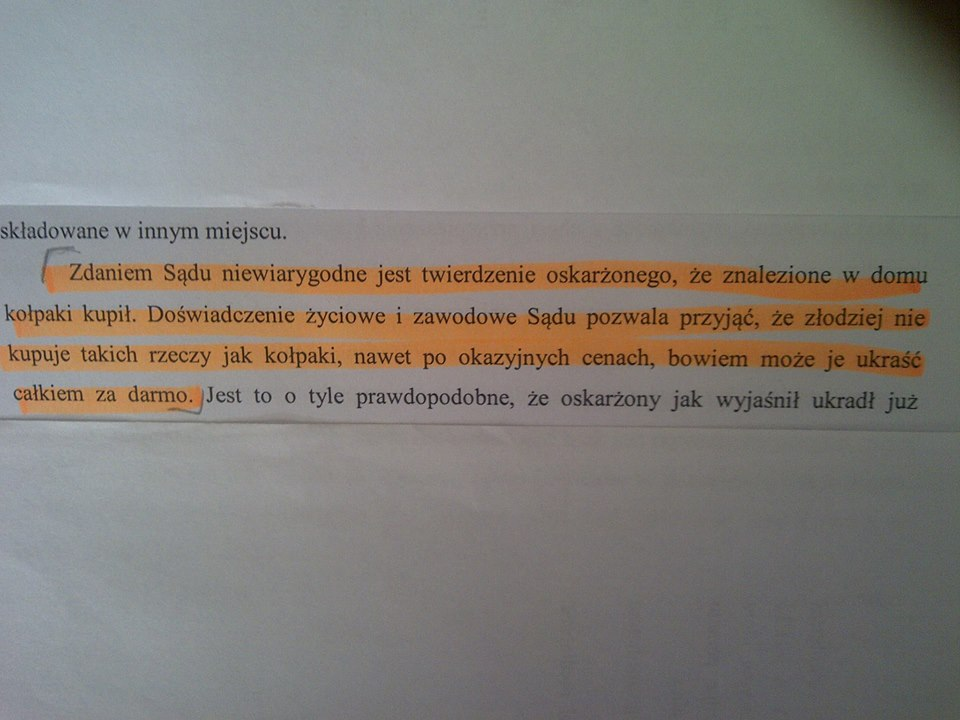 składowane w innym miejscu.
Zdaniem Sądu niewiarygodne jest twierdzenie oskarżonego, że znalezione w domu
kołpaki kupił. Doświadczenie życiowe i zawodowe Sądu pozwala przyjąć, że złodziej nie
kupuje takich rzeczy jak kołpaki, nawet po okazyjnych cenach, bowiem może je ukraść
całkiem za darmo. Jest to o tyle prawdopodobne, że oskarżony jak wyjaśnił ukradł już